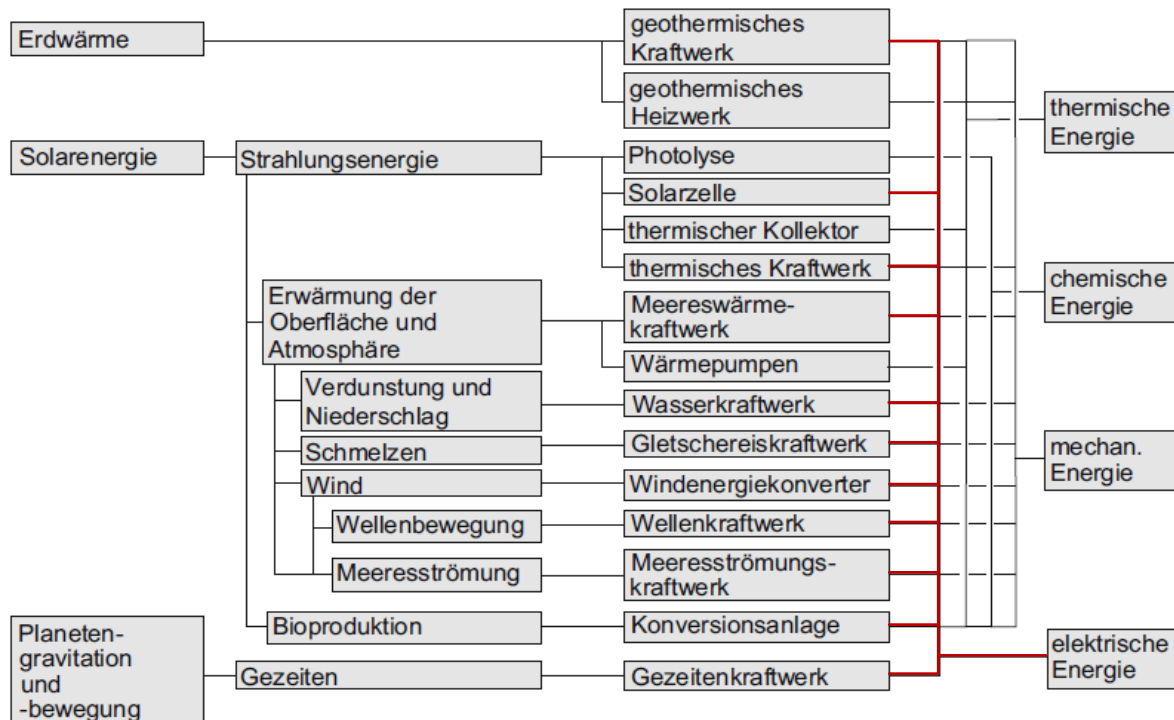 Erdwärme
geothermisches
Kraftwerk
geothermisches
Heizwerk
thermische
Energie
Solarenergie
Strahlungsenergie
Photolyse
Solarzelle
thermischer Kollektor
thermisches Kraftwerk
chemische
Energie
Erwärmung der
Oberfläche und
Atmosphäre
Meereswärme-
kraftwerk
Wärmepumpen
Verdunstung und
Niederschlag
Wasserkraftwerk
Schmelzen
Gletschereiskraftwerk
mechan.
Energie
Wind
Windenergiekonverter
Wellenbewegung
Wellenkraftwerk
Meeresströmung
Meeresströmungs-
kraftwerk
Bioproduktion
Konversionsanlage
Planeten-
gravitation
und
-bewegung
Gezeiten
Gezeitenkraftwerk
elektrische
Energie